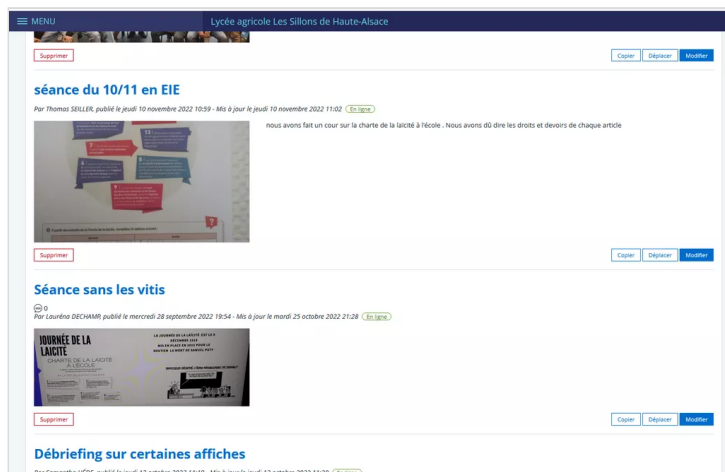 MENU
Lycée agricole Les Sillons de Haute-Alsace
Supprimer
Copier Déplacer Modifier
séance du 10/11 en EIE
Par Thomas SEILLER, publié le jeudi 10 novembre 2022 10:59 - Mis à jour le jeudi 10 novembre 2022 11:02 En ligne
nous avons fait un cour sur la charte de la laïcité à l'école . Nous avons dû dire les droits et devoirs de chaque article
Supprimer
Copier Déplacer Modifier
Séance sans les vitis
0
Par Lauréna DECHAMP, publié le mercredi 28 septembre 2022 19:54 - Mis à jour le mardi 25 octobre 2022 21:28 En ligne
JOURNÉE DE LA
LAICITÉ
CHARTE DE LA LAÏCITÉ
À L'ÉCOLE
Supprimer
Copier Déplacer Modifier
Débriefing sur certaines affiches